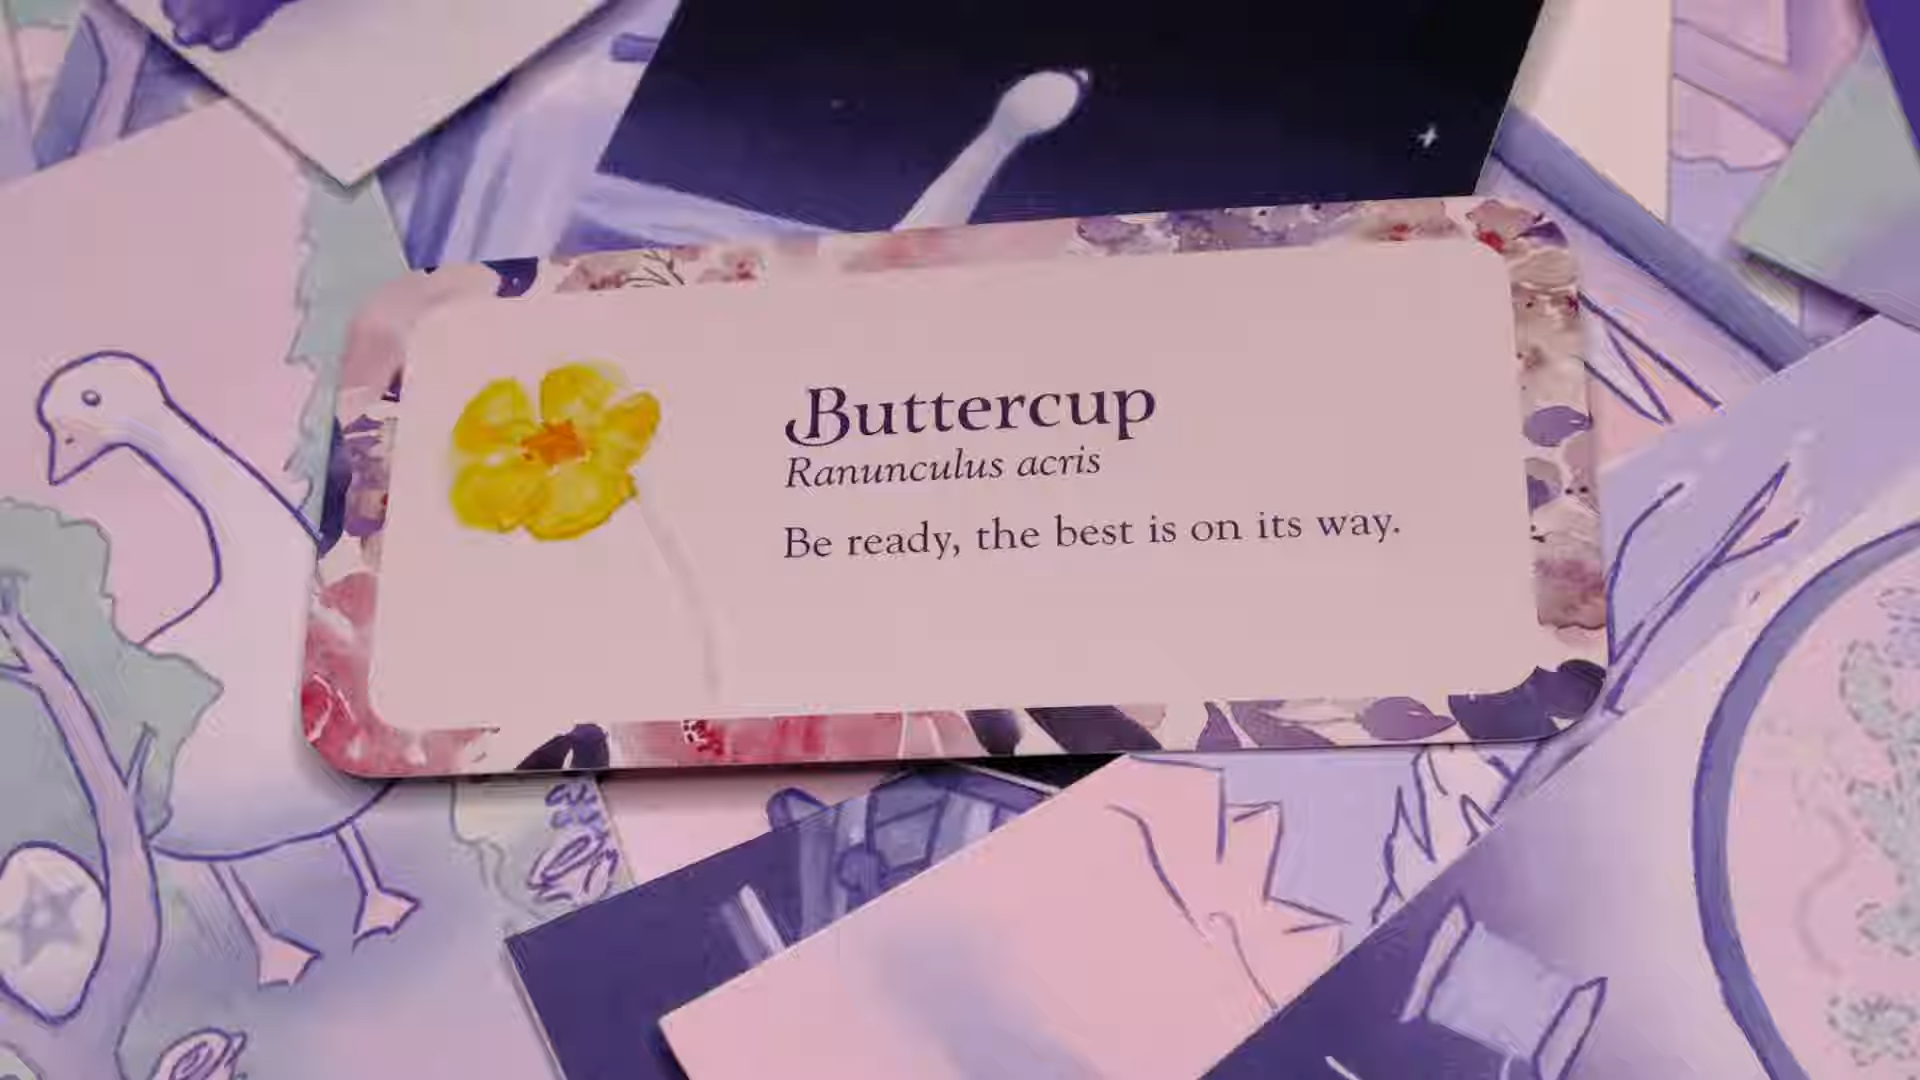 Buttercup
Ranunculus acris
Be ready, the best is on its way.